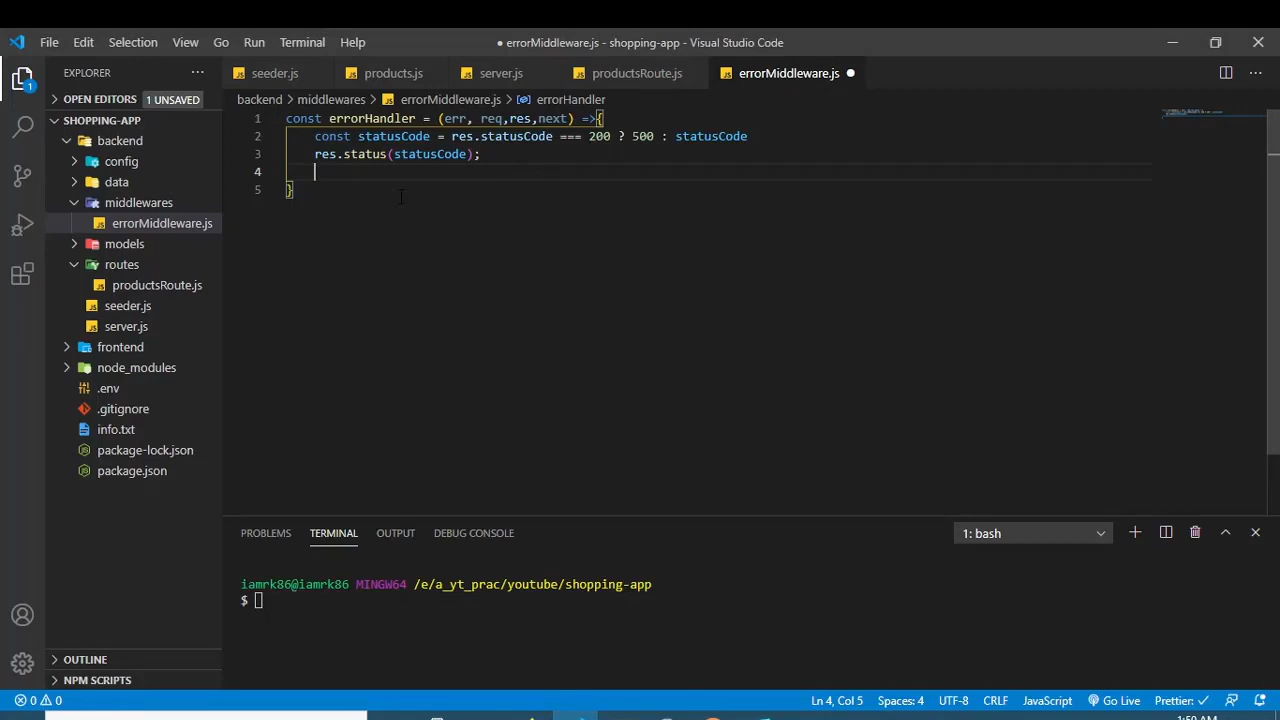 File Edit Selection View Go Run Terminal Help
● errorMiddleware.js - shopping-app - Visual Studio Code
EXPLORER
OPEN EDITORS 1 UNSAVED
SHOPPING-APP
backend
config
data
middlewares
errorMiddleware.js
models
routes
productsRoute.js
seeder.js
server.js
frontend
node_modules
.env
.gitignore
info.txt
package-lock.json
package.json
OUTLINE
NPM SCRIPTS
1
seeder.js products.js server.js productsRoute.js errorMiddleware.js
backend > middlewares > errorMiddleware.js > errorHandler
1 const errorHandler = (err, req,res,next) =>{
2 const statusCode = res.statusCode === 200 ? 500 : statusCode
3 res.status(statusCode);
4
5 }
PROBLEMS TERMINAL OUTPUT DEBUG CONSOLE 1: bash
iamrk86@iamrk86 MINGW64 /e/a_yt_prac/youtube/shopping-app
$
0 0 Ln 4, Col 5 Spaces: 4 UTF-8 CRLF JavaScript Go Live Prettier: ✓